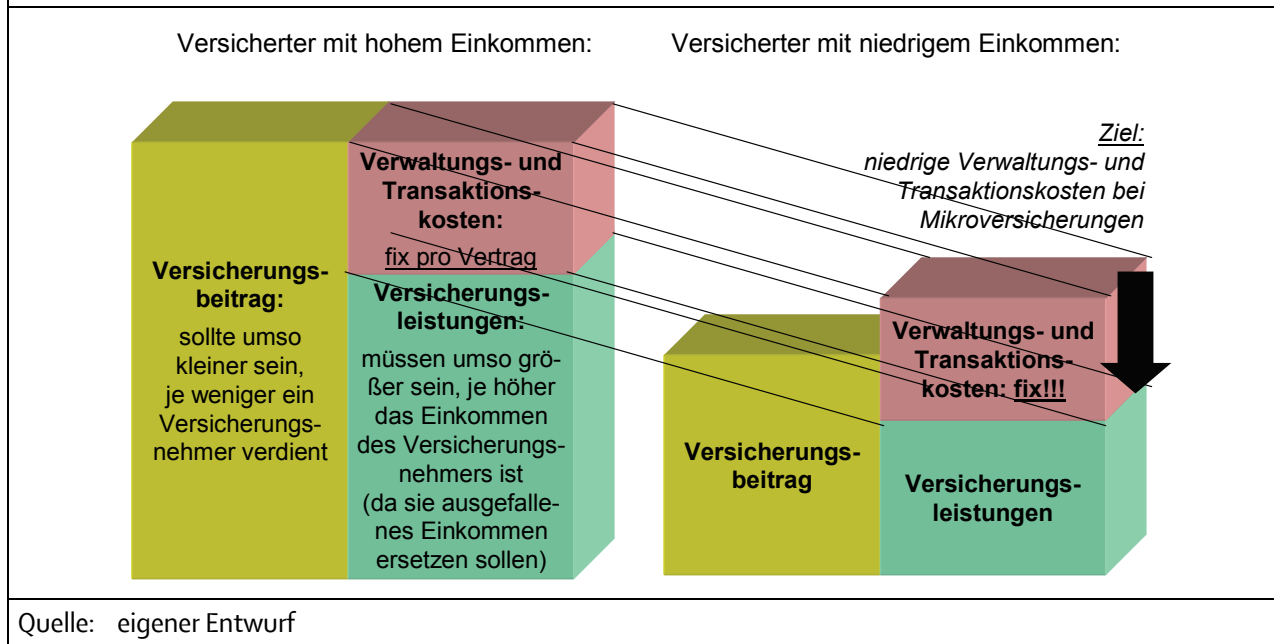 Versicherter mit hohem Einkommen:
Versicherter mit niedrigem Einkommen:
Versicherungs-
beitrag:
sollte umso
kleiner sein,
je weniger ein
Versicherungs-
nehmer verdient
Verwaltungs- und
Transaktions-
kosten:
fix pro Vertrag
Versicherungs-
leistungen:
müssen umso grö-
ßer sein, je höher
das Einkommen
des Versicherungs-
nehmers ist
(da sie ausgefalle-
nes Einkommen
ersetzen sollen)
Ziel:
niedrige Verwaltungs- und
Transaktionskosten bei
Mikroversicherungen
Versicherungs-
beitrag
Verwaltungs- und
Transaktions-
kosten: fix!!!
Versicherungs-
leistungen
Quelle: eigener Entwurf